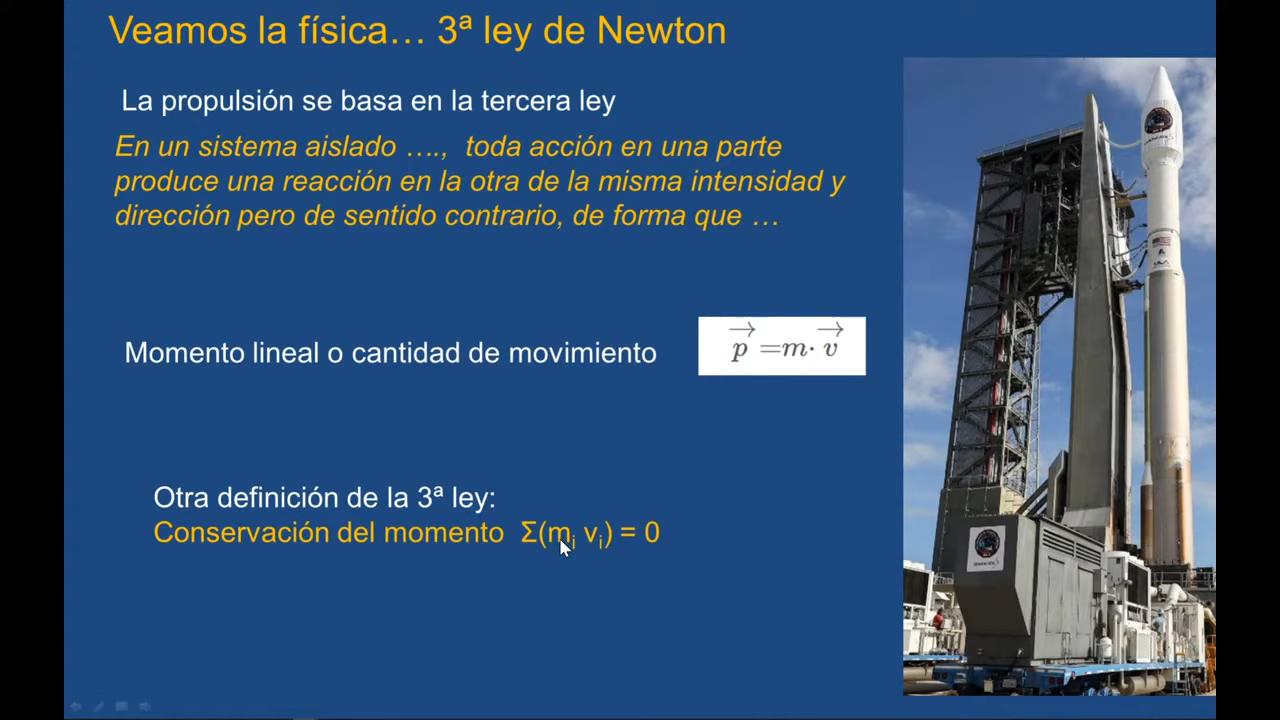 Veamos la física… 3ª ley de Newton
La propulsión se basa en la tercera ley
En un sistema aislado …., toda acción en una parte
produce una reacción en la otra de la misma intensidad y
dirección pero de sentido contrario, de forma que …
Momento lineal o cantidad de movimiento
p⃗ =m· v⃗
Otra definición de la 3ª ley:
Conservación del momento Σ(mᵢ vᵢ) = 0